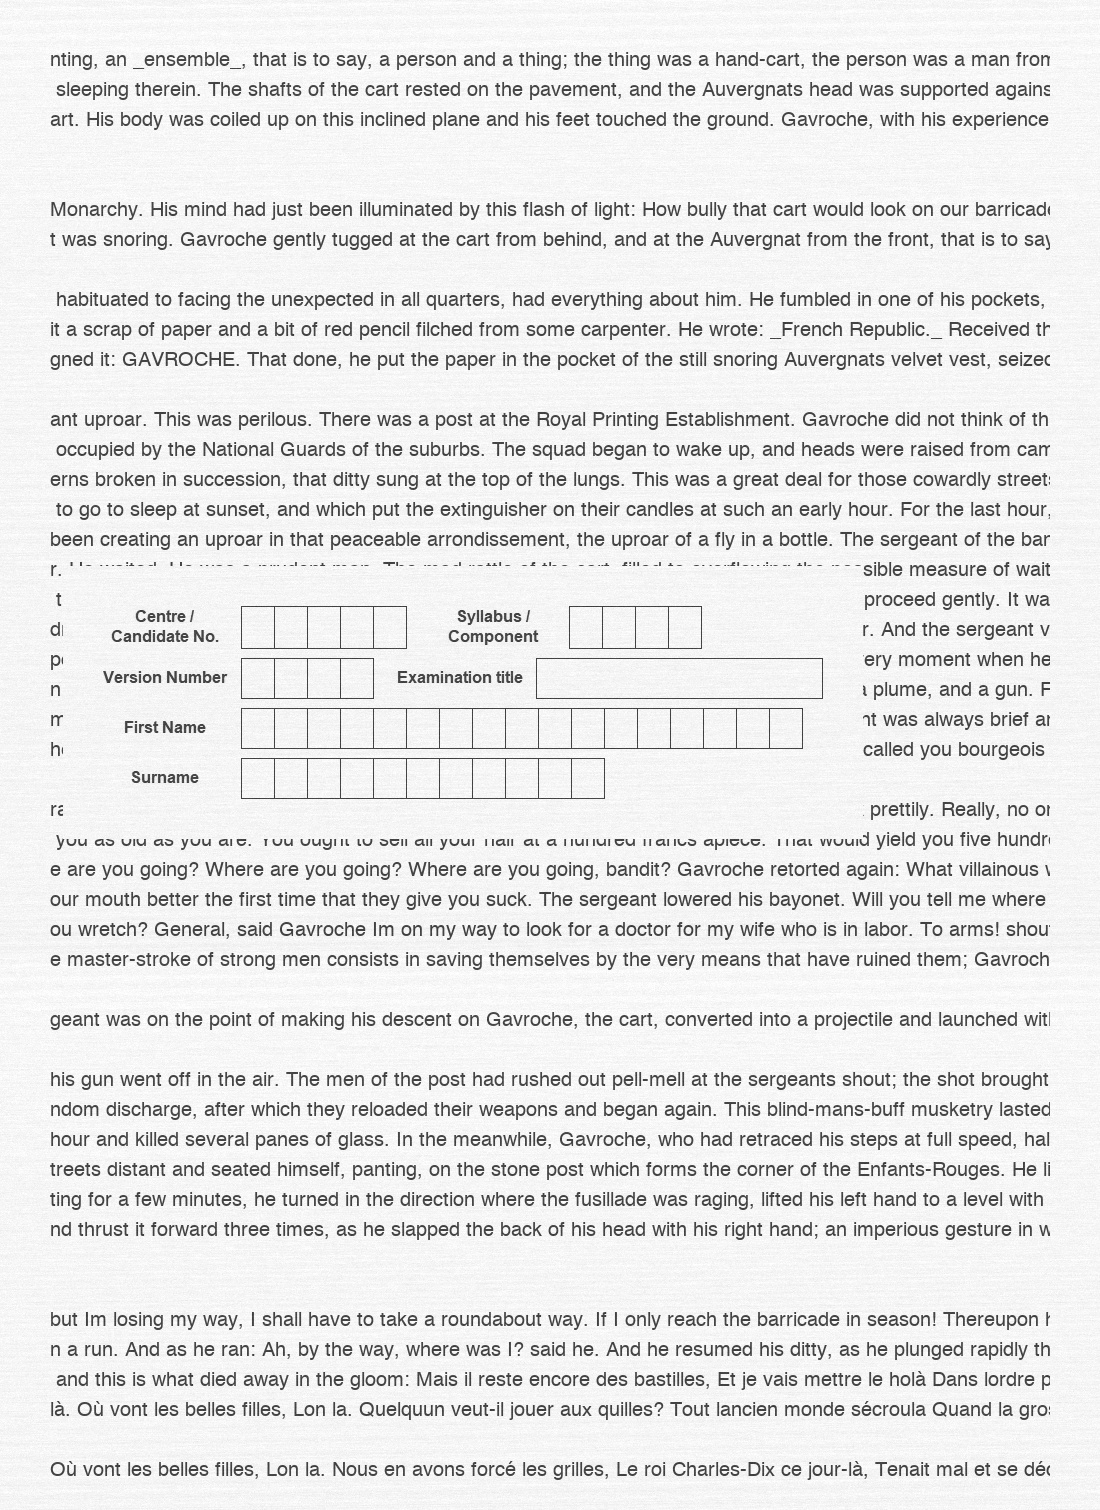 nting, an _ensemble_, that is to say, a person and a thing; the thing was a hand-cart, the person was a man from
sleeping therein. The shafts of the cart rested on the pavement, and the Auvergnats head was supported agains
art. His body was coiled up on this inclined plane and his feet touched the ground. Gavroche, with his experience
Monarchy. His mind had just been illuminated by this flash of light: How bully that cart would look on our barricade
t was snoring. Gavroche gently tugged at the cart from behind, and at the Auvergnat from the front, that is to say
habituated to facing the unexpected in all quarters, had everything about him. He fumbled in one of his pockets,
it a scrap of paper and a bit of red pencil filched from some carpenter. He wrote: _French Republic._ Received th
gned it: GAVROCHE. That done, he put the paper in the pocket of the still snoring Auvergnats velvet vest, seized
ant uproar. This was perilous. There was a post at the Royal Printing Establishment. Gavroche did not think of th
occupied by the National Guards of the suburbs. The squad began to wake up, and heads were raised from cam
erns broken in succession, that ditty sung at the top of the lungs. This was a great deal for those cowardly streets
to go to sleep at sunset, and which put the extinguisher on their candles at such an early hour. For the last hour,
been creating an uproar in that peaceable arrondissement, the uproar of a fly in a bottle. The sergeant of the ban
r. sible measure of wait
t proceed gently. It wa
Centre / Candidate No. Syllabus / Component
r. And the sergeant v
ery moment when he
Version Number Examination title
n plume, and a gun. F
First Name
m nt was always brief an
he called you bourgeois
Surname
ra prettily. Really, no on
you as old as you are. You ought to sell all your hair at a hundred francs apiece. That would yield you five hundre
e are you going? Where are you going? Where are you going, bandit? Gavroche retorted again: What villainous w
our mouth better the first time that they give you suck. The sergeant lowered his bayonet. Will you tell me where
ou wretch? General, said Gavroche Im on my way to look for a doctor for my wife who is in labor. To arms! shou
e master-stroke of strong men consists in saving themselves by the very means that have ruined them; Gavroch
geant was on the point of making his descent on Gavroche, the cart, converted into a projectile and launched with
his gun went off in the air. The men of the post had rushed out pell-mell at the sergeants shout; the shot brought
ndom discharge, after which they reloaded their weapons and began again. This blind-mans-buff musketry lasted
hour and killed several panes of glass. In the meanwhile, Gavroche, who had retraced his steps at full speed, hal
treets distant and seated himself, panting, on the stone post which forms the corner of the Enfants-Rouges. He li
ting for a few minutes, he turned in the direction where the fusillade was raging, lifted his left hand to a level with
nd thrust it forward three times, as he slapped the back of his head with his right hand; an imperious gesture in w
but Im losing my way, I shall have to take a roundabout way. If I only reach the barricade in season! Thereupon h
n a run. And as he ran: Ah, by the way, where was I? said he. And he resumed his ditty, as he plunged rapidly th
and this is what died away in the gloom: Mais il reste encore des bastilles, Et je vais mettre le holà Dans lordre p
là. Où vont les belles filles, Lon la. Quelquun veut-il jouer aux quilles? Tout lancien monde sécroula Quand la gros
Où vont les belles filles, Lon la. Nous en avons forcé les grilles, Le roi Charles-Dix ce jour-là, Tenait mal et se déc